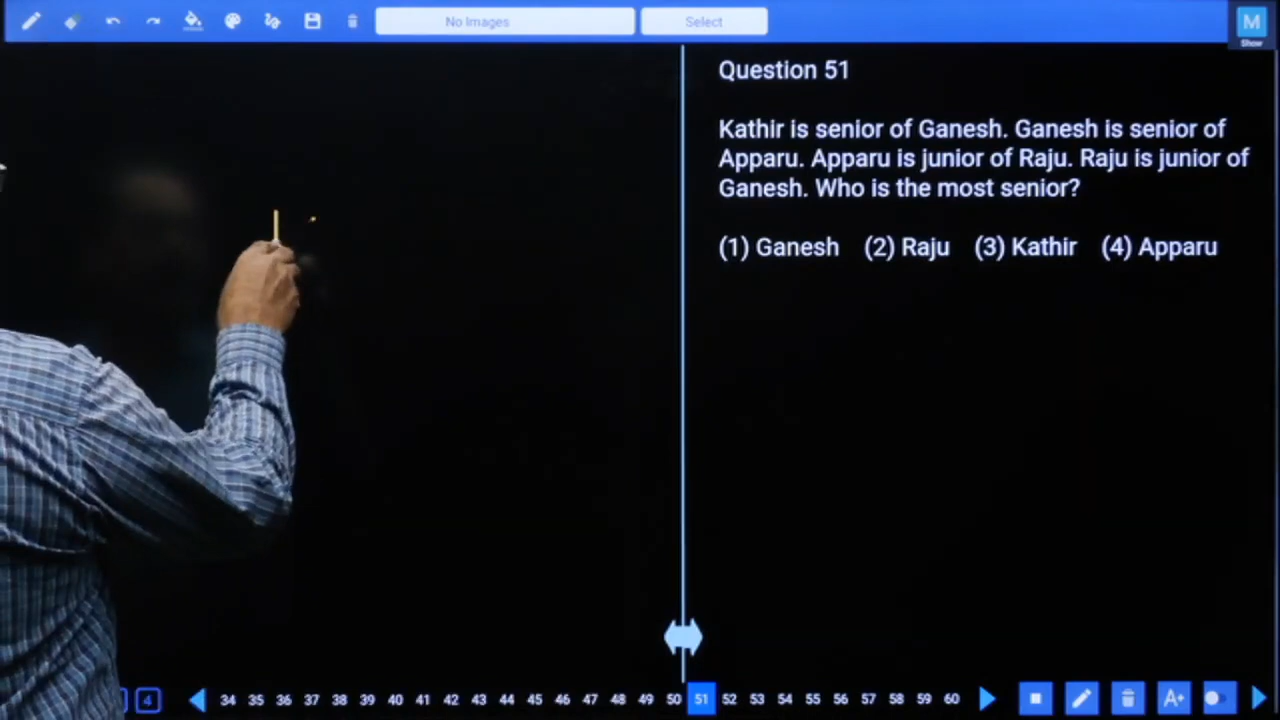 No Images
Select
M
Show
Question 51
Kathir is senior of Ganesh. Ganesh is senior of
Apparu. Apparu is junior of Raju. Raju is junior of
Ganesh. Who is the most senior?
(1) Ganesh (2) Raju (3) Kathir (4) Apparu
4 34 35 36 37 38 39 40 41 42 43 44 45 46 47 48 49 50 51 52 53 54 55 56 57 58 59 60 A+